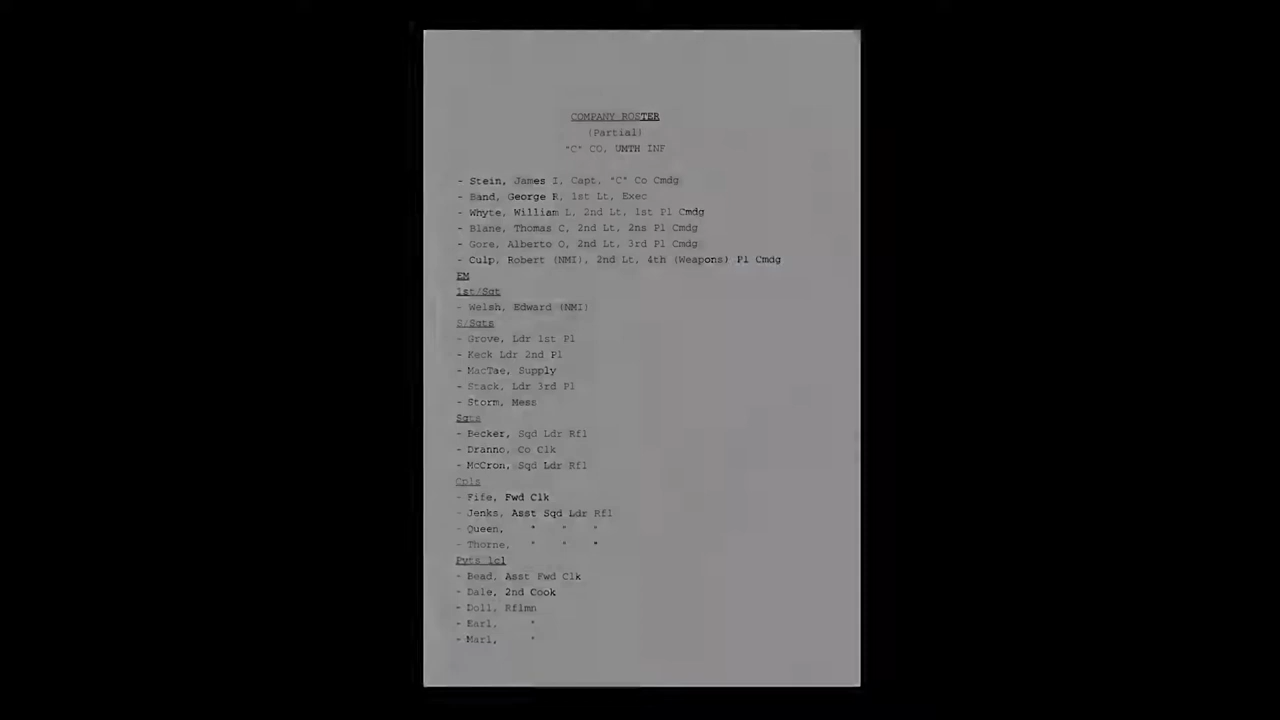 COMPANY ROSTER
(Partial)
"C" CO, UMTH INF
- Stein, James I, Capt, "C" Co Cmdg
- Band, George R, 1st Lt, Exec
- Whyte, William L, 2nd Lt, 1st Pl Cmdg
- Blane, Thomas C, 2nd Lt, 2ns Pl Cmdg
- Gore, Alberto O, 2nd Lt, 3rd Pl Cmdg
- Culp, Robert (NMI), 2nd Lt, 4th (Weapons) Pl Cmdg
EM
1st/Sgt
- Welsh, Edward (NMI)
S/Sgts
- Grove, Ldr 1st Pl
- Keck Ldr 2nd Pl
- MacTae, Supply
- Stack, Ldr 3rd Pl
- Storm, Mess
Sgts
- Becker, Sqd Ldr Rfl
- Dranno, Co Clk
- McCron, Sqd Ldr Rfl
Cpls
- Fife, Fwd Clk
- Jenks, Asst Sqd Ldr Rfl
- Queen, " " "
- Thorne, " " "
Pvts 1cl
- Bead, Asst Fwd Clk
- Dale, 2nd Cook
- Doll, Rflmn
- Earl, "
- Marl, "